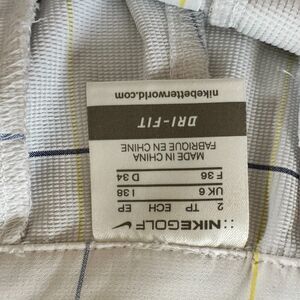 NIKEGOLF
2 TP ECH EP
UK 6 I 38
F 36 D 34
MADE IN CHINA
FABRIQUE EN CHINE
DRI-FIT
nikebetterworld.com